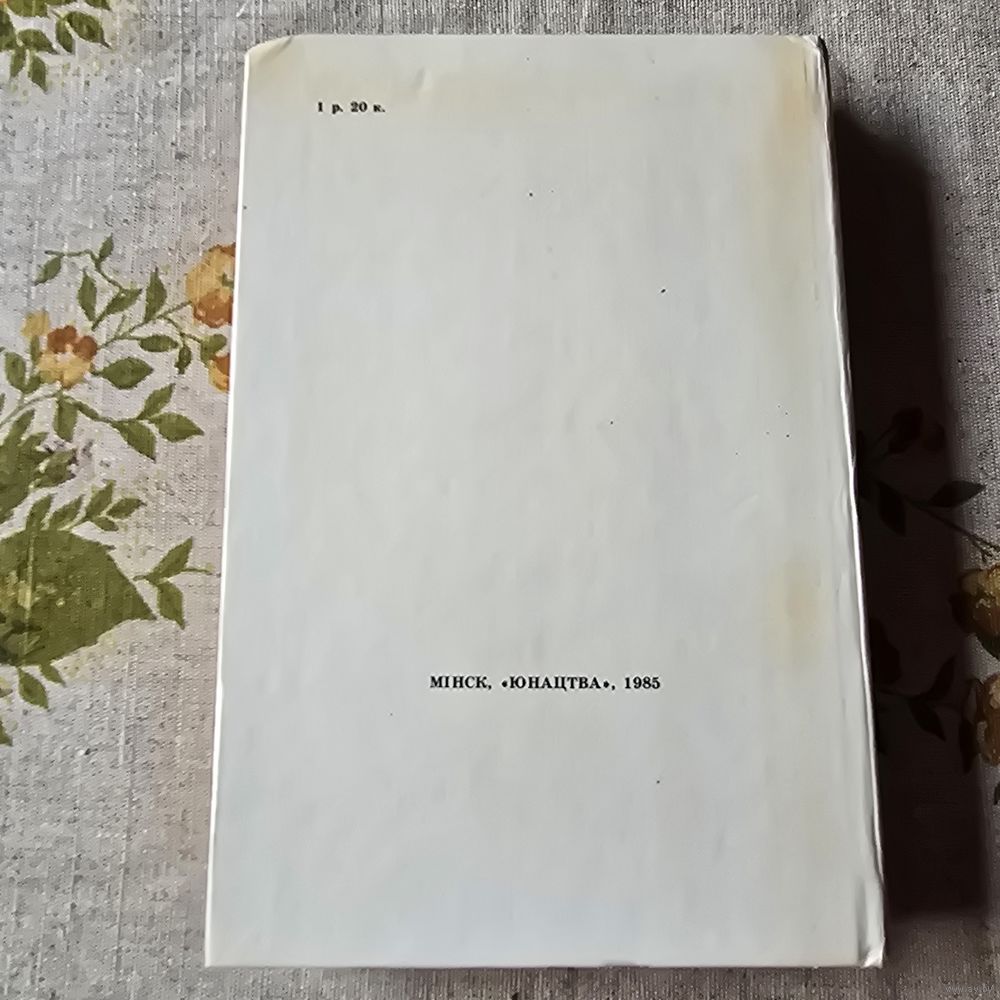 1 р. 20 к.
МІНСК, «ЮНАЦТВА», 1985